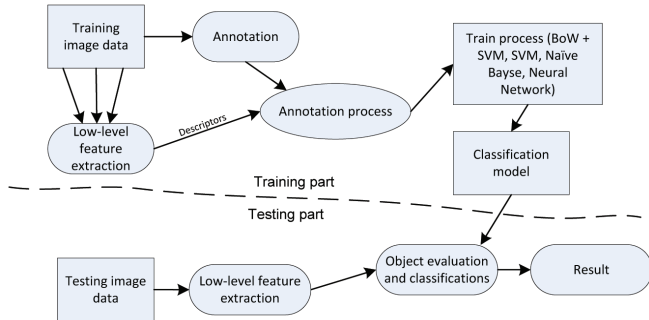 Training
image data
Annotation
Train process (BoW +
SVM, SVM, Naïve
Bayse, Neural
Network)
Annotation process
Descriptors
Low-level
feature
extraction
Classification
model
Training part
Testing part
Testing image
data
Low-level feature
extraction
Object evaluation
and classifications
Result